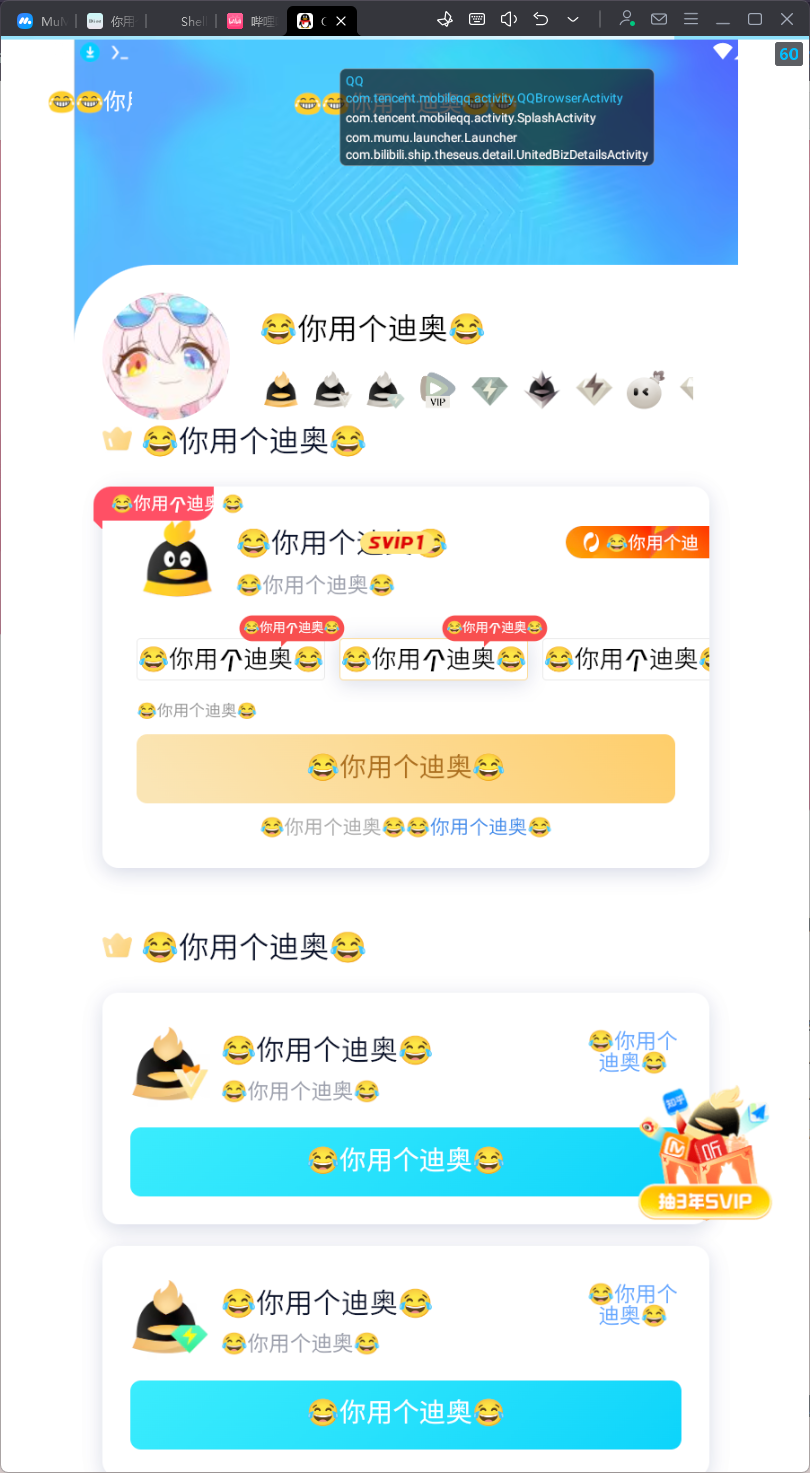 Mu
你用
Shel
哔哩
60
😂😂你用
😂😂你用个迪奥😂😂
QQ
com.tencent.mobileqq.activity.QQBrowserActivity
com.tencent.mobileqq.activity.SplashActivity
com.mumu.launcher.Launcher
com.bilibili.ship.theseus.detail.UnitedBizDetailsActivity
😂你用个迪奥😂
VIP
😂你用个迪奥😂
😂你用个迪奥😂
😂你用个迪奥😂
SVIP1
😂你用个迪
😂你用个迪奥😂
😂你用个迪奥😂
😂你用个迪奥😂
😂你用个迪奥😂
😂你用个迪奥😂
😂你用个迪奥😂
😂你用个迪奥😂
😂你用个迪奥😂
😂你用个迪奥😂😂你用个迪奥😂
😂你用个迪奥😂
😂你用个迪奥😂
😂你用个
迪奥😂
😂你用个迪奥😂
😂你用个迪奥😂
知乎
听
抽3年SVIP
😂你用个迪奥😂
😂你用个
迪奥😂
😂你用个迪奥😂
😂你用个迪奥😂